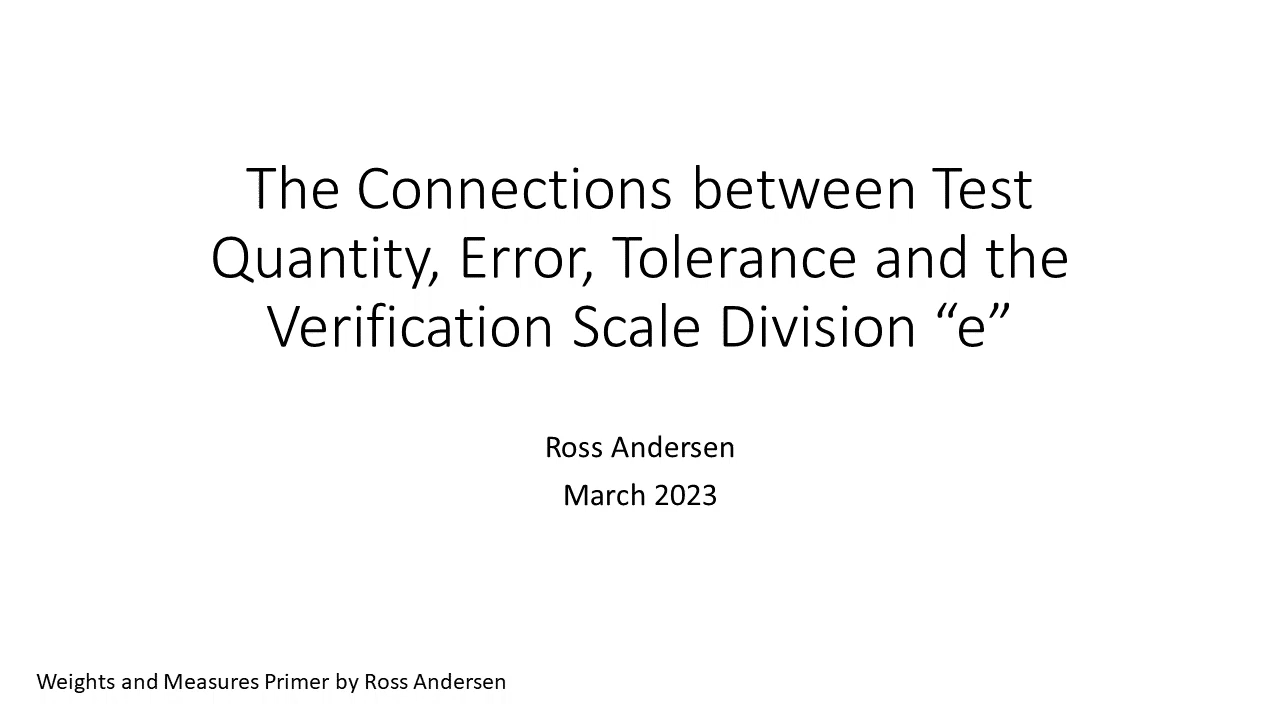 The Connections between Test
Quantity, Error, Tolerance and the
Verification Scale Division “e”
Ross Andersen
March 2023
Weights and Measures Primer by Ross Andersen